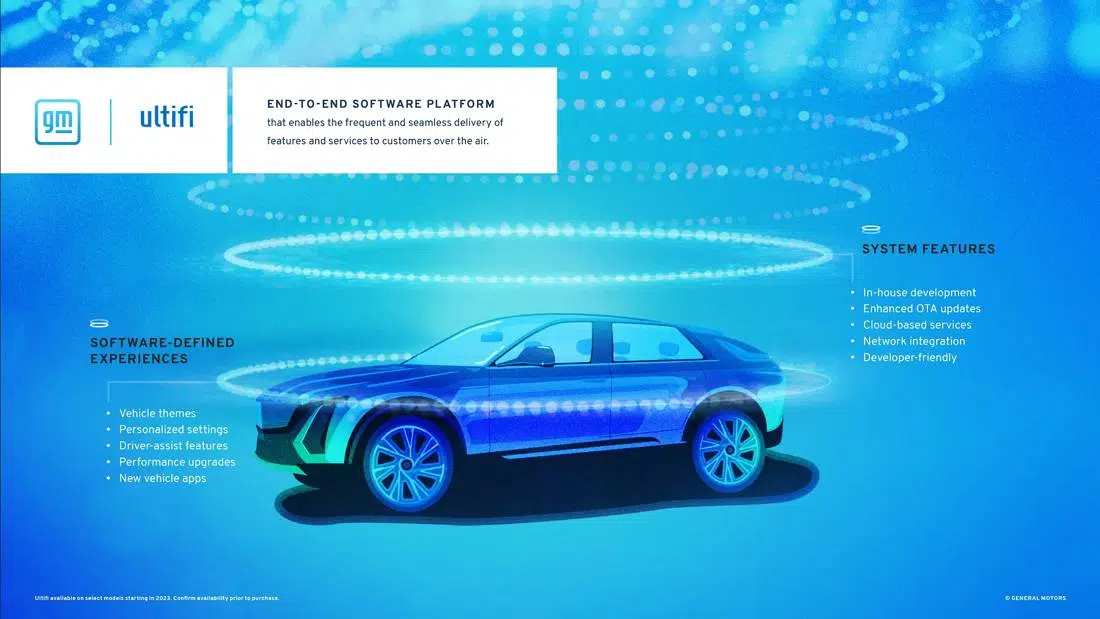 gm
ultifi
END-TO-END SOFTWARE PLATFORM
that enables the frequent and seamless delivery of
features and services to customers over the air.
SYSTEM FEATURES
• In-house development
• Enhanced OTA updates
• Cloud-based services
• Network integration
• Developer-friendly
SOFTWARE-DEFINED
EXPERIENCES
• Vehicle themes
• Personalized settings
• Driver-assist features
• Performance upgrades
• New vehicle apps
Ultifi available on select models starting in 2023. Confirm availability prior to purchase.
© GENERAL MOTORS